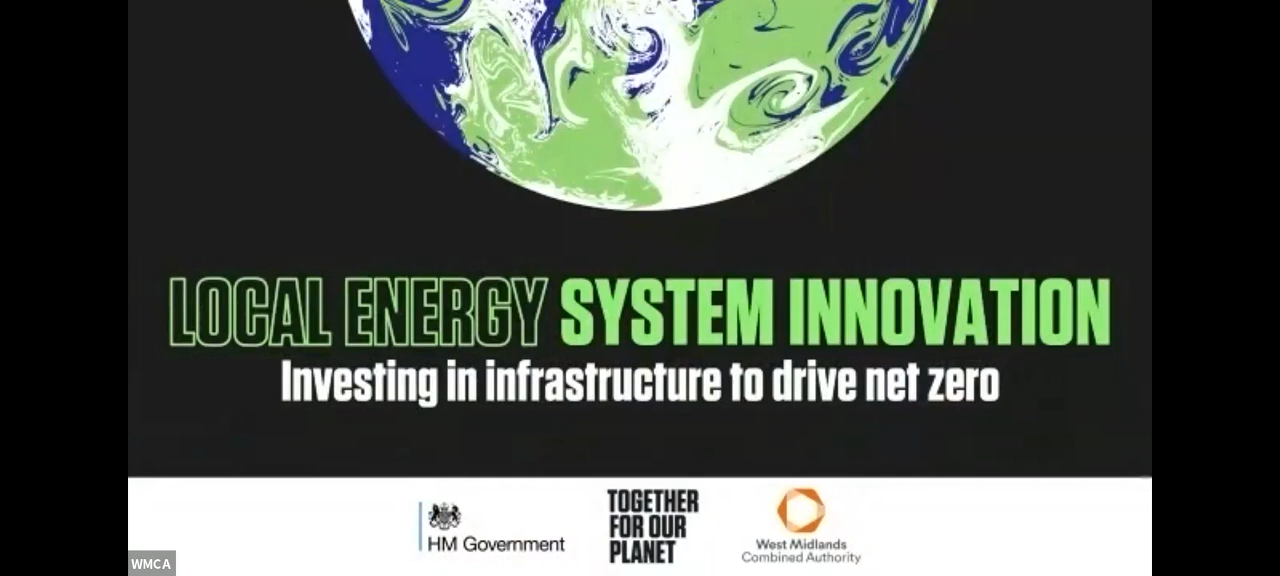 LOCAL ENERGY SYSTEM INNOVATION
Investing in infrastructure to drive net zero
HM Government
TOGETHER
FOR OUR
PLANET
West Midlands
Combined Authority
WMCA